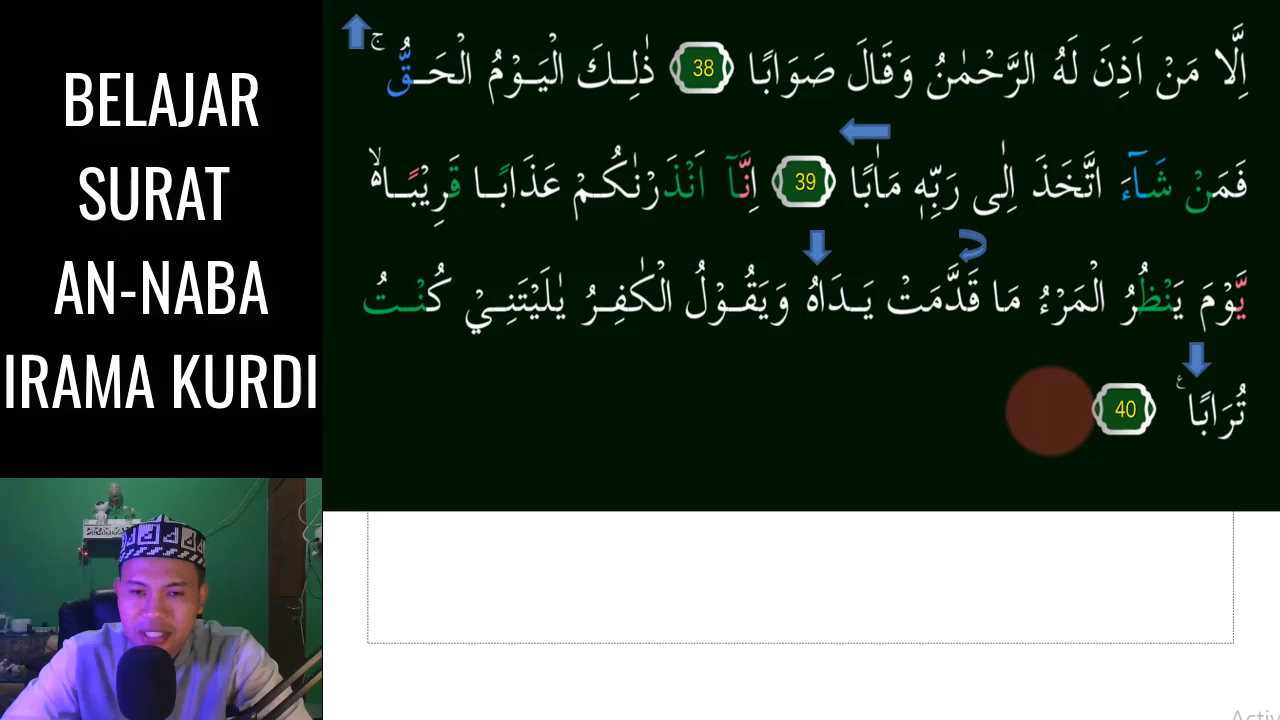 BELAJAR
SURAT
AN-NABA
IRAMA KURDI
اِلَّا مَنْ اَذِنَ لَهُ الرَّحْمٰنُ وَقَالَ صَوَابًا 38 ذٰلِكَ الْيَوْمُ الْحَقُّ ۚ
فَمَنْ شَاۤءَ اتَّخَذَ اِلٰى رَبِّهٖ مَاٰبًا 39 اِنَّآ اَنْذَرْنٰكُمْ عَذَابًا قَرِيْبًا ەۙ
يَّوْمَ يَنْظُرُ الْمَرْءُ مَا قَدَّمَتْ يَدَاهُ وَيَقُوْلُ الْكٰفِرُ يٰلَيْتَنِيْ كُنْتُ
تُرَابًا ࣖ 40
Activ